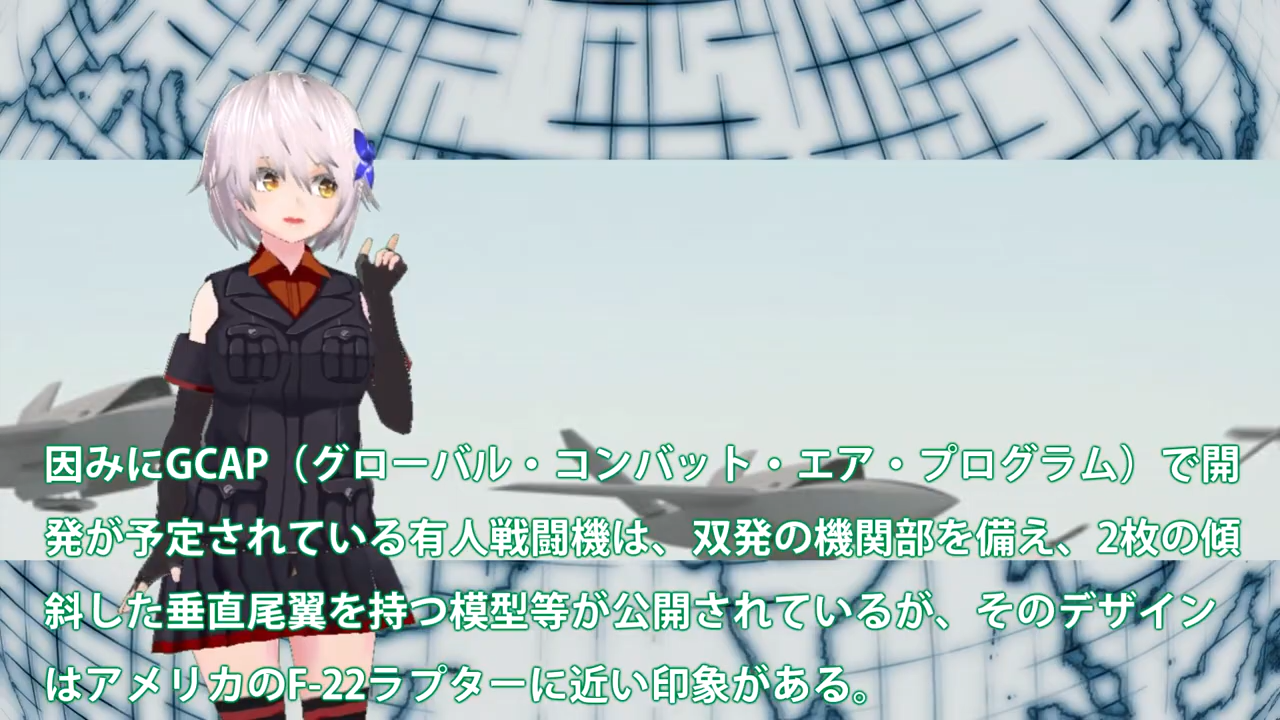 因みにGCAP（グローバル・コンバット・エア・プログラム）で開
発が予定されている有人戦闘機は、双発の機関部を備え、2枚の傾
斜した垂直尾翼を持つ模型等が公開されているが、そのデザイン
はアメリカのF-22ラプターに近い印象がある。